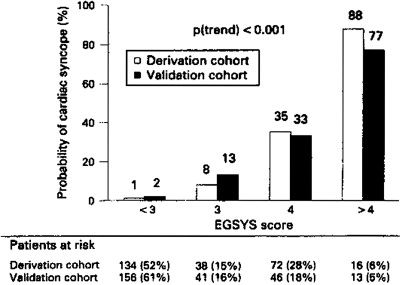 100
80
60
40
20
0
Probability of cardiac syncope (%)
p(trend) < 0.001
Derivation cohort
Validation cohort
1 2
8 13
35 33
88 77
<3 3 4 >4
EGSYS score
Patients at risk
Derivation cohort 134 (52%) 38 (15%) 72 (28%) 16 (6%)
Validation cohort 156 (61%) 41 (16%) 46 (18%) 13 (5%)